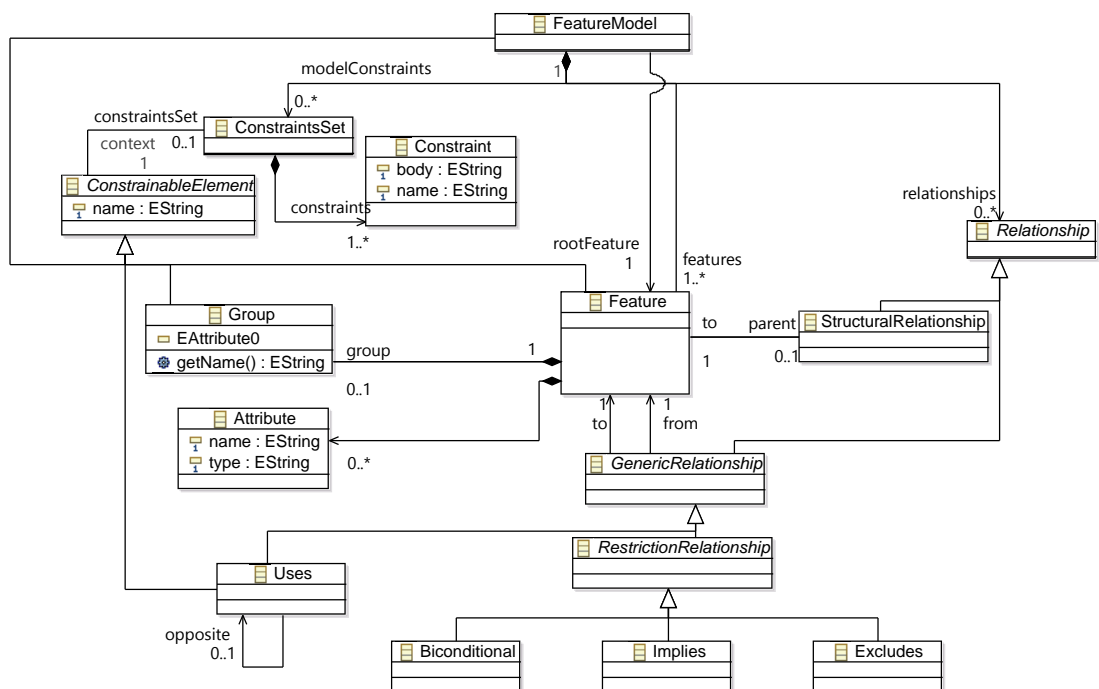 FeatureModel
1
modelConstraints
0..*
constraintsSet
0..1
ConstraintsSet
context
1
Constraint
body : EString
name : EString
ConstrainableElement
name : EString
constraints
1..*
relationships
0..*
Relationship
rootFeature
1
features
1..*
Feature
Group
EAttribute0
getName() : EString
group
0..1
1
to
1
parent
0..1
StructuralRelationship
Attribute
name : EString
type : EString
0..*
1
to
1
from
GenericRelationship
RestrictionRelationship
Uses
opposite
0..1
Biconditional
Implies
Excludes